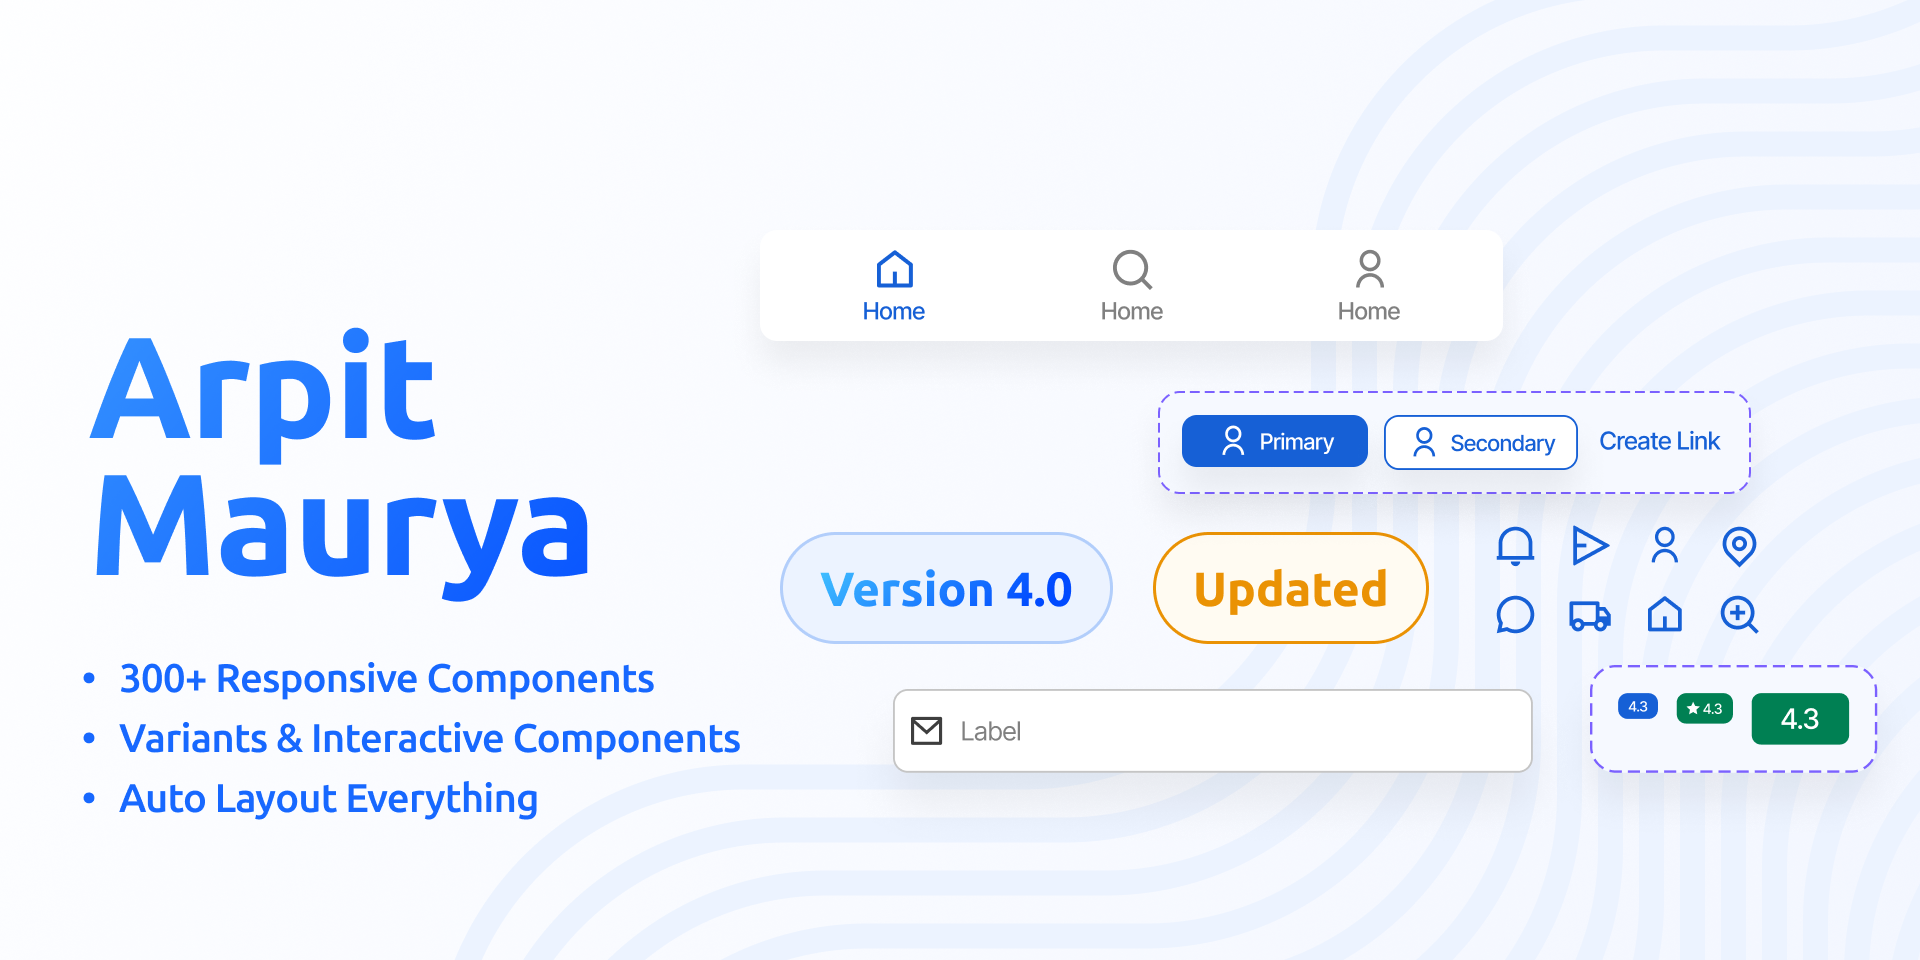 Arpit
Maurya
• 300+ Responsive Components
• Variants & Interactive Components
• Auto Layout Everything
Home Home Home
Primary Secondary Create Link
Version 4.0 Updated
Label
4.3 4.3 4.3